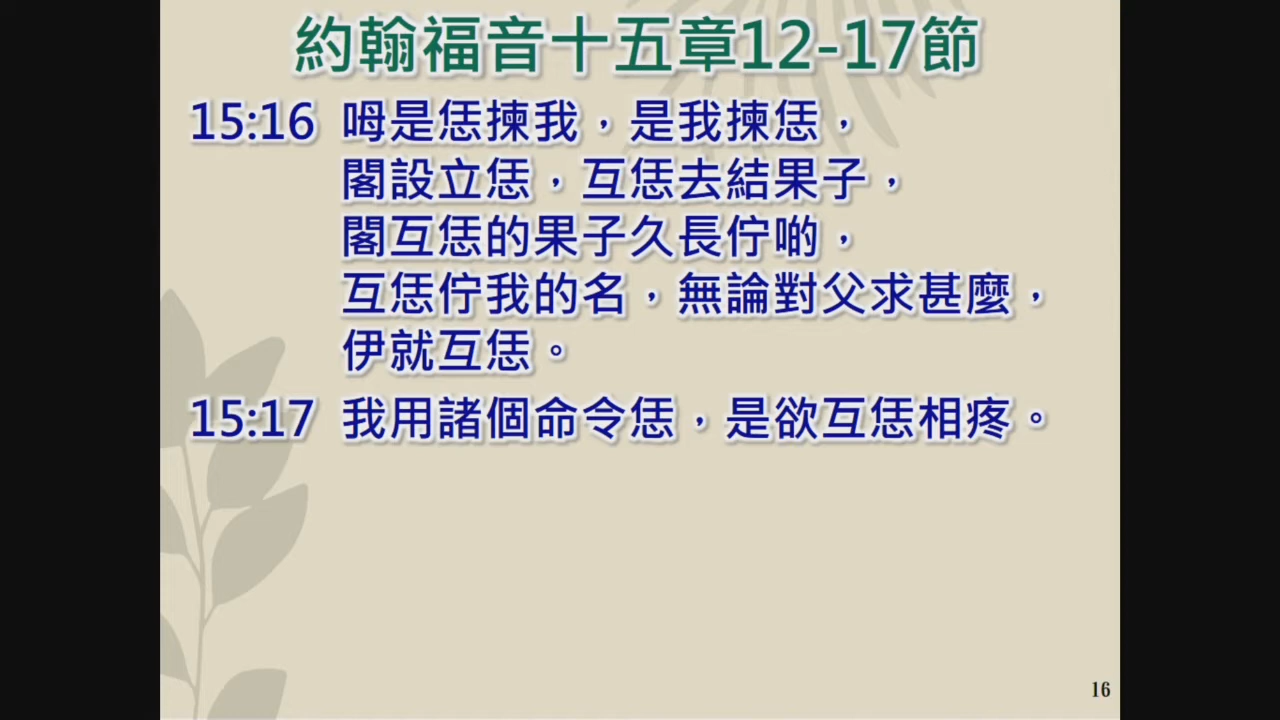 約翰福音十五章12-17節
15:16 呣是恁揀我，是我揀恁，
閣設立恁，互恁去結果子，
閣互恁的果子久長佇啲，
互恁佇我的名，無論對父求甚麼，
伊就互恁。
15:17 我用諸個命令恁，是欲互恁相疼。
16